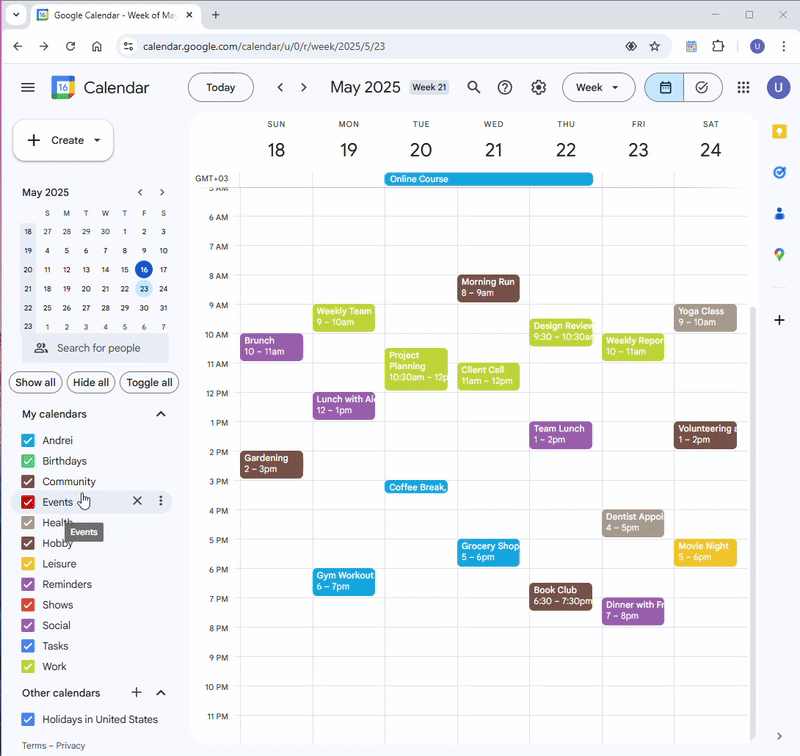 Google Calendar - Week of May
calendar.google.com/calendar/u/0/r/week/2025/5/23
U
16
Calendar
Today
May 2025
Week 21
Week
U
Create
May 2025
S M T W T F S
18 27 28 29 30 1 2 3
19 4 5 6 7 8 9 10
20 11 12 13 14 15 16 17
21 18 19 20 21 22 23 24
22 25 26 27 28 29 30 31
23 1 2 3 4 5 6 7
Search for people
Show all
Hide all
Toggle all
My calendars
Andrei
Birthdays
Community
Events
Health
Events
Hobby
Leisure
Reminders
Shows
Social
Tasks
Work
Other calendars
Holidays in United States
Terms – Privacy
SUN MON TUE WED THU FRI SAT
18 19 20 21 22 23 24
GMT+03
Online Course
5 AM
6 AM
7 AM
8 AM
9 AM
10 AM
11 AM
12 PM
1 PM
2 PM
3 PM
4 PM
5 PM
6 PM
7 PM
8 PM
9 PM
10 PM
11 PM
Brunch
10 – 11am
Gardening
2 – 3pm
Weekly Team
9 – 10am
Lunch with Al
12 – 1pm
Gym Workout
6 – 7pm
Project
Planning
10:30am – 12p
Coffee Break,
Morning Run
8 – 9am
Client Call
11am – 12pm
Grocery Shop
5 – 6pm
Design Review
9:30 – 10:30a
Team Lunch
1 – 2pm
Book Club
6:30 – 7:30pm
Weekly Repor
10 – 11am
Dentist Appoi
4 – 5pm
Dinner with Fr
7 – 8pm
Yoga Class
9 – 10am
Volunteering a
1 – 2pm
Movie Night
5 – 6pm